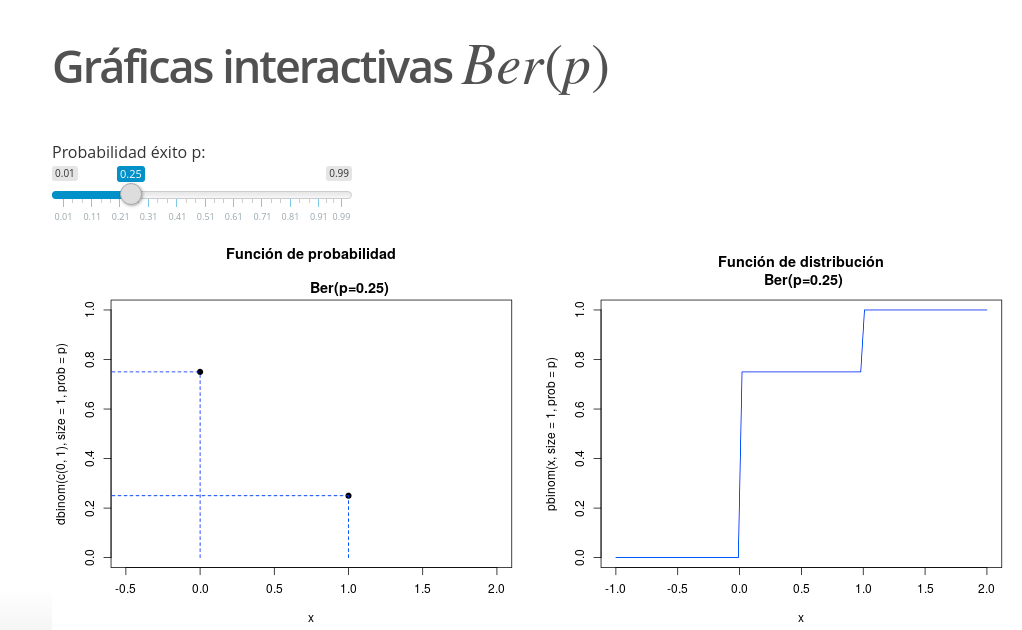 Gráficas interactivas Ber(p)
Probabilidad éxito p:
0.01 0.25 0.99
0.01 0.11 0.21 0.31 0.41 0.51 0.61 0.71 0.81 0.91 0.99
Función de probabilidad
Ber(p=0.25)
dbinom(c(0, 1), size = 1, prob = p)
1.0
0.8
0.6
0.4
0.2
0.0
-0.5 0.0 0.5 1.0 1.5 2.0
x
Función de distribución
Ber(p=0.25)
pbinom(x, size = 1, prob = p)
1.0
0.8
0.6
0.4
0.2
0.0
-1.0 -0.5 0.0 0.5 1.0 1.5 2.0
x